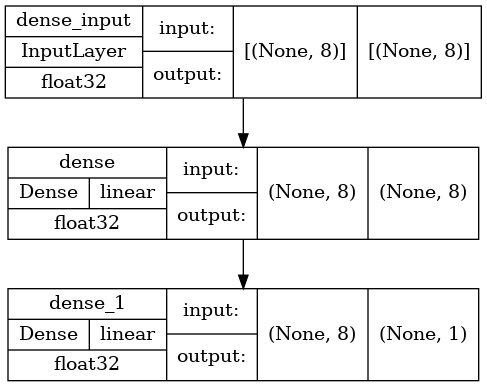 dense_input
InputLayer
float32
input:
output:
[(None, 8)]
[(None, 8)]
dense
Dense linear
float32
input:
output:
(None, 8)
(None, 8)
dense_1
Dense linear
float32
input:
output:
(None, 8)
(None, 1)